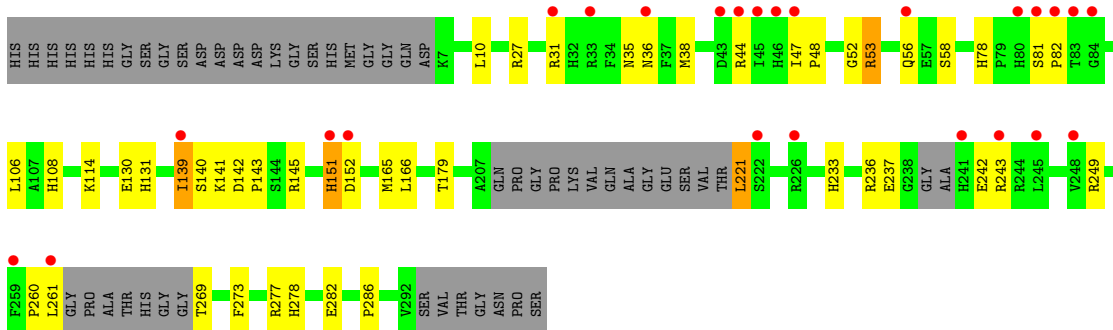 HIS HIS HIS HIS HIS HIS HIS GLY SER GLY SER ASP ASP ASP ASP LYS GLY SER HIS MET GLY GLY GLN ASP K7 L10 R27 R31 H32 R33 F34 N35 N36 F37 M38 D43 R44 I45 H46 I47 P48 G52 R53 Q56 E57 S58 H78 P79 H80 S81 P82 T83 G84
L106 A107 H108 K114 E130 H131 I139 S140 K141 D142 P143 S144 R145 H151 D152 M165 L166 T179 A207 GLN PRO GLY PRO LYS VAL GLN ALA GLY GLU SER VAL THR L221 S222 R226 H233 R236 E237 G238 GLY ALA H241 E242 R243 R244 L245 V248 R249
F259 P260 L261 GLY PRO ALA THR HIS GLY GLY T269 F273 R277 H278 E282 P286 V292 SER VAL THR GLY ASN PRO SER